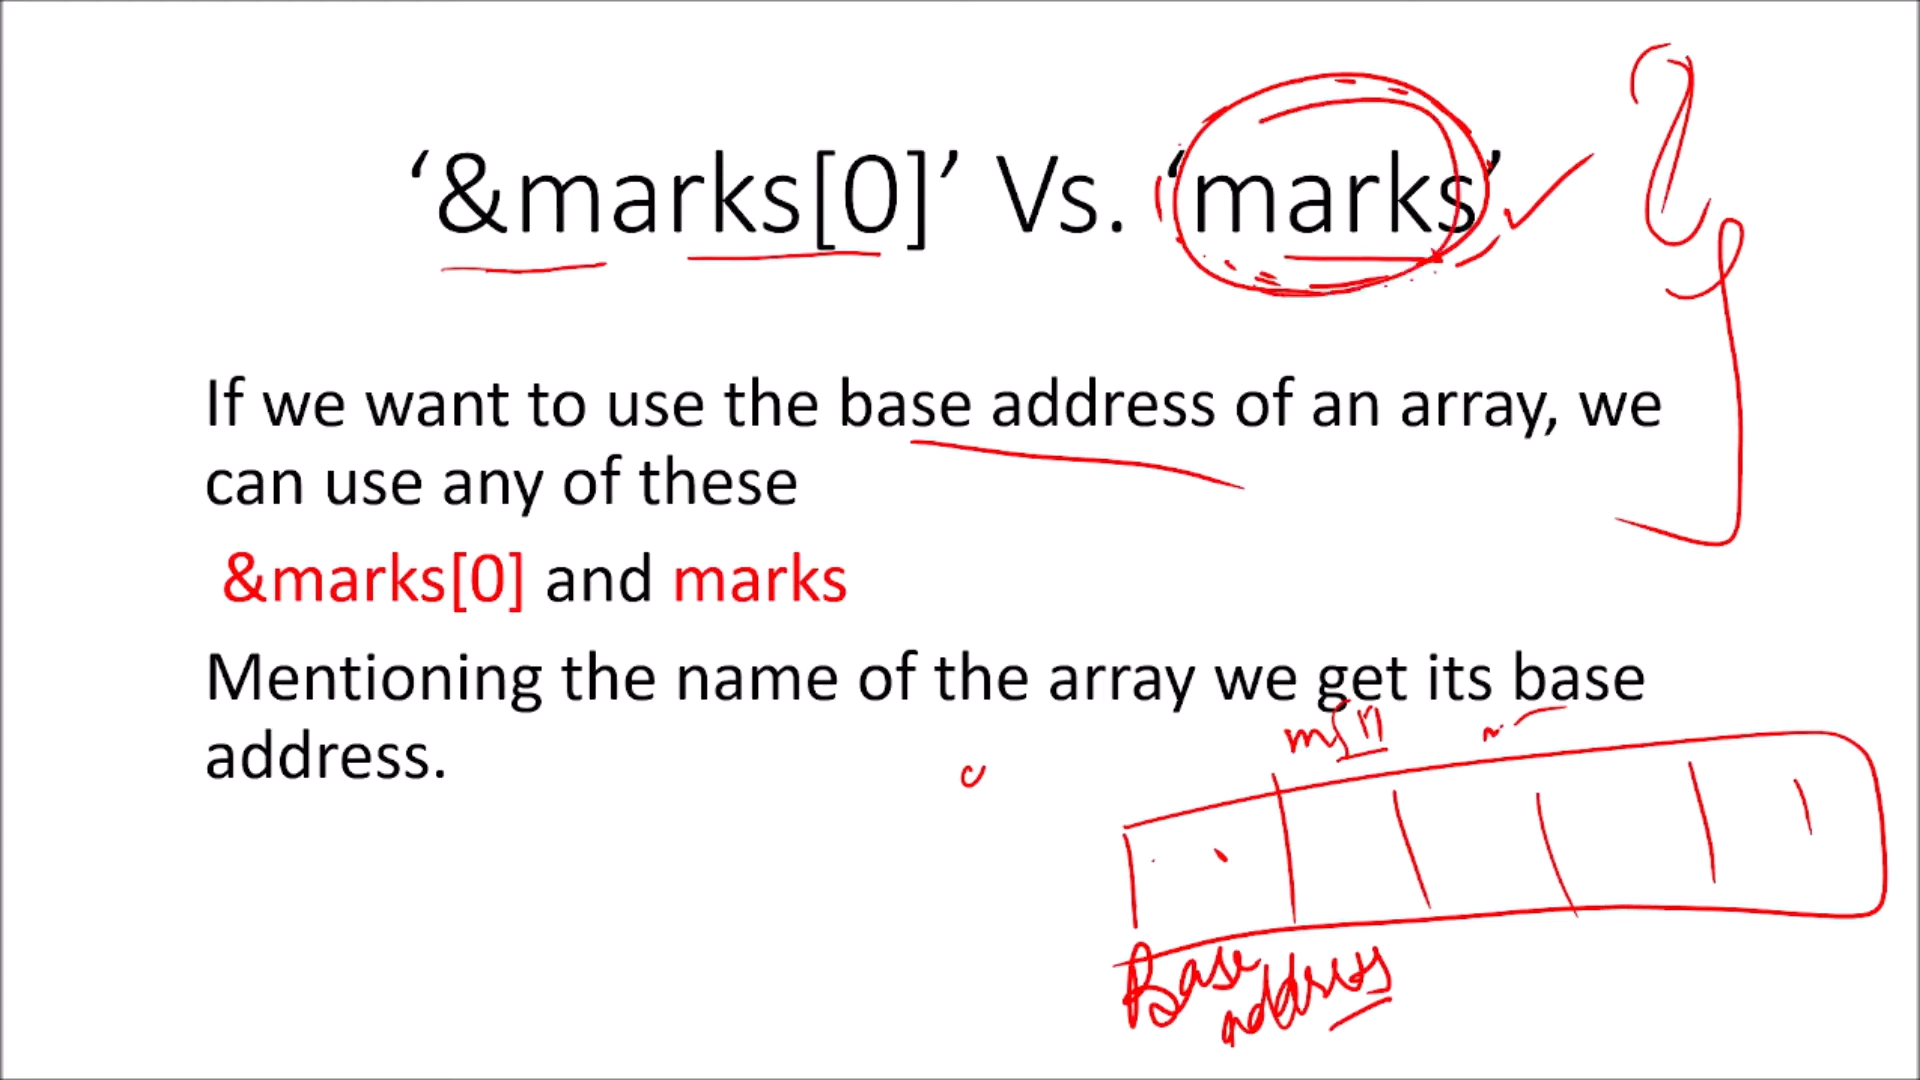 ‘&marks[0]’ Vs. ‘marks’
If we want to use the base address of an array, we
can use any of these
&marks[0] and marks
Mentioning the name of the array we get its base
address.
Base
address